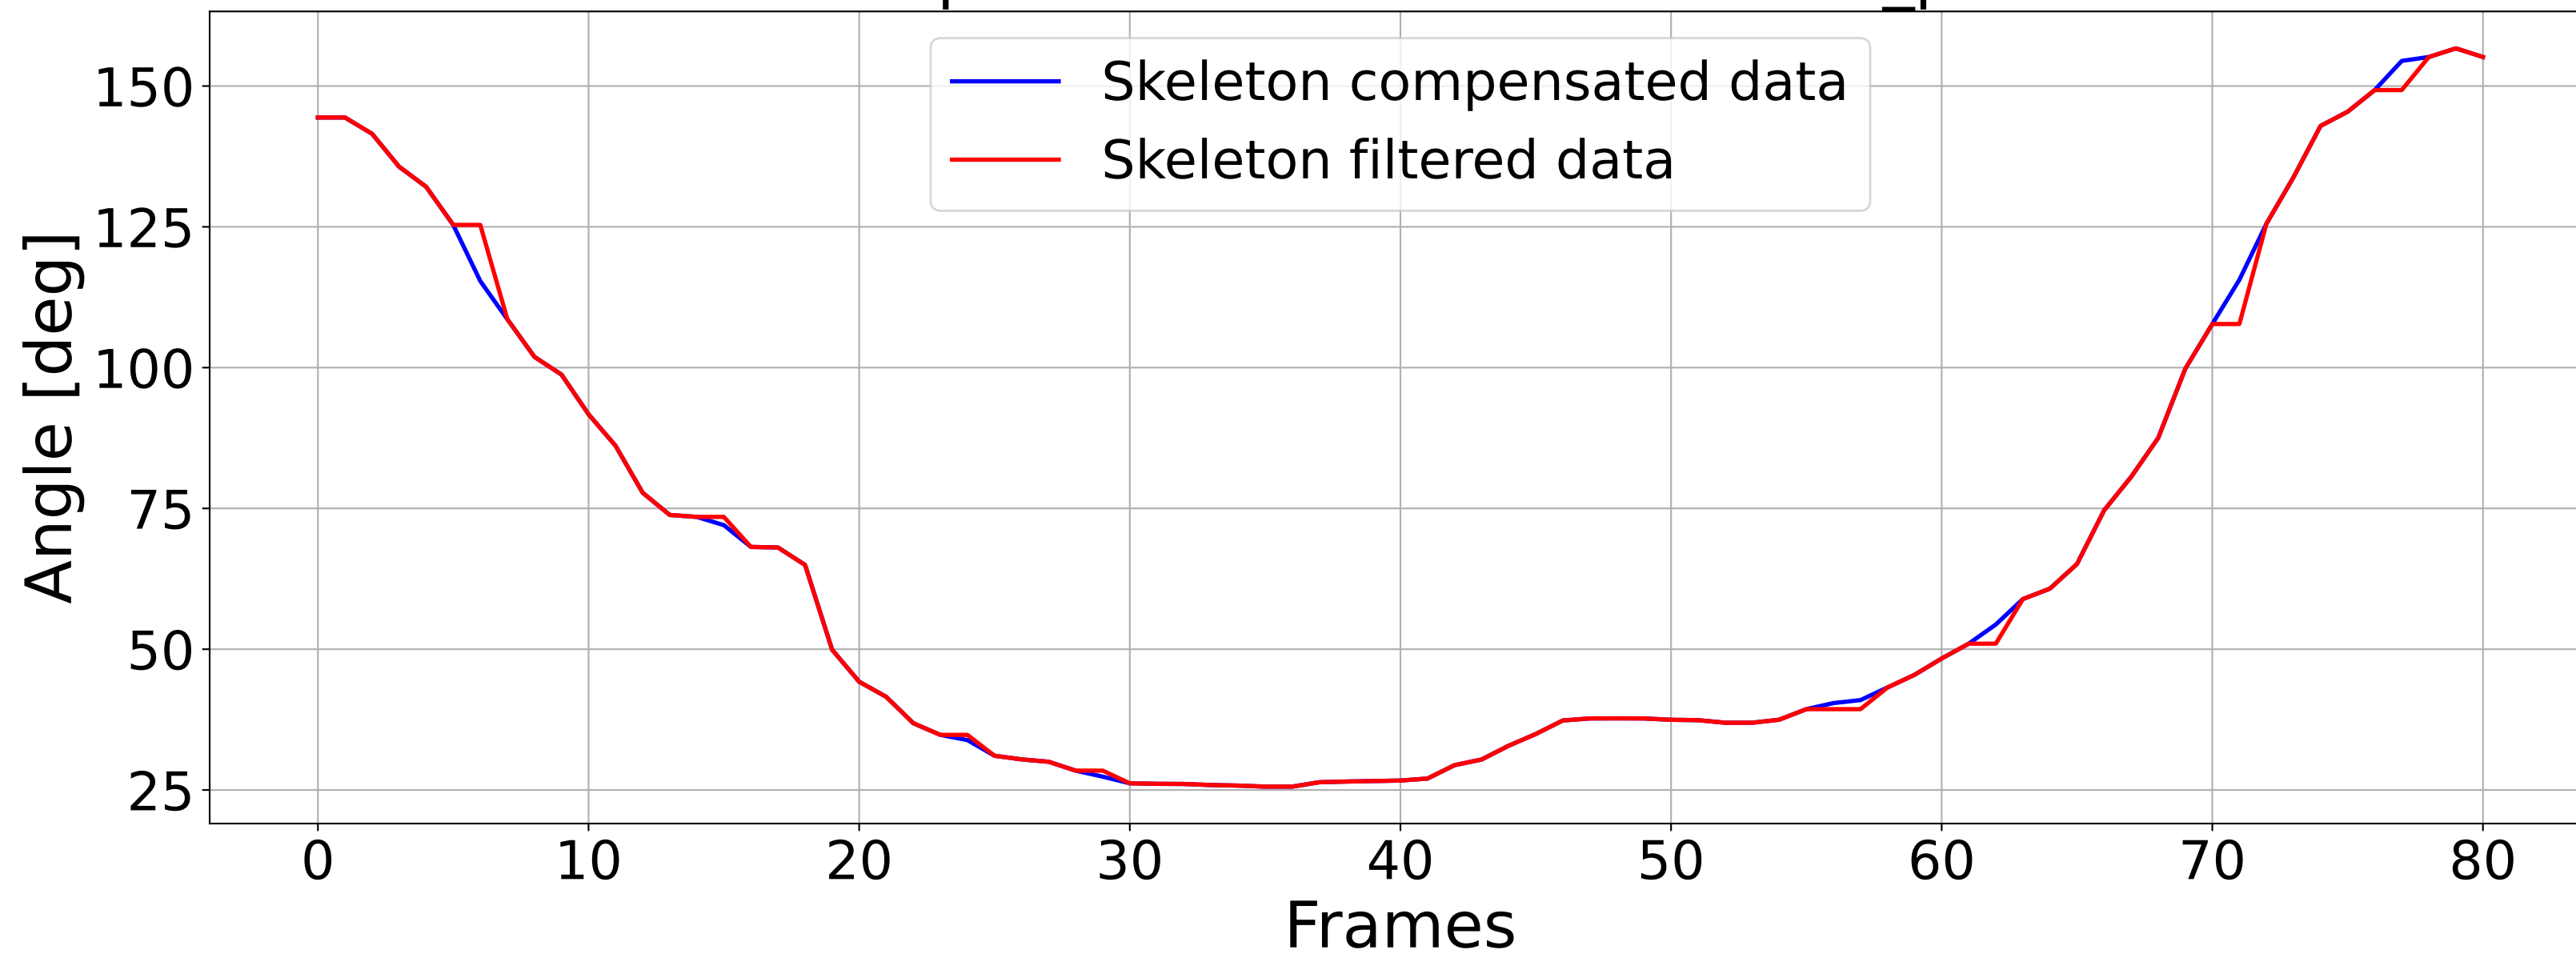 Skeleton compensated data
Skeleton filtered data
Angle [deg]
150
125
100
75
50
25
0 10 20 30 40 50 60 70 80
Frames